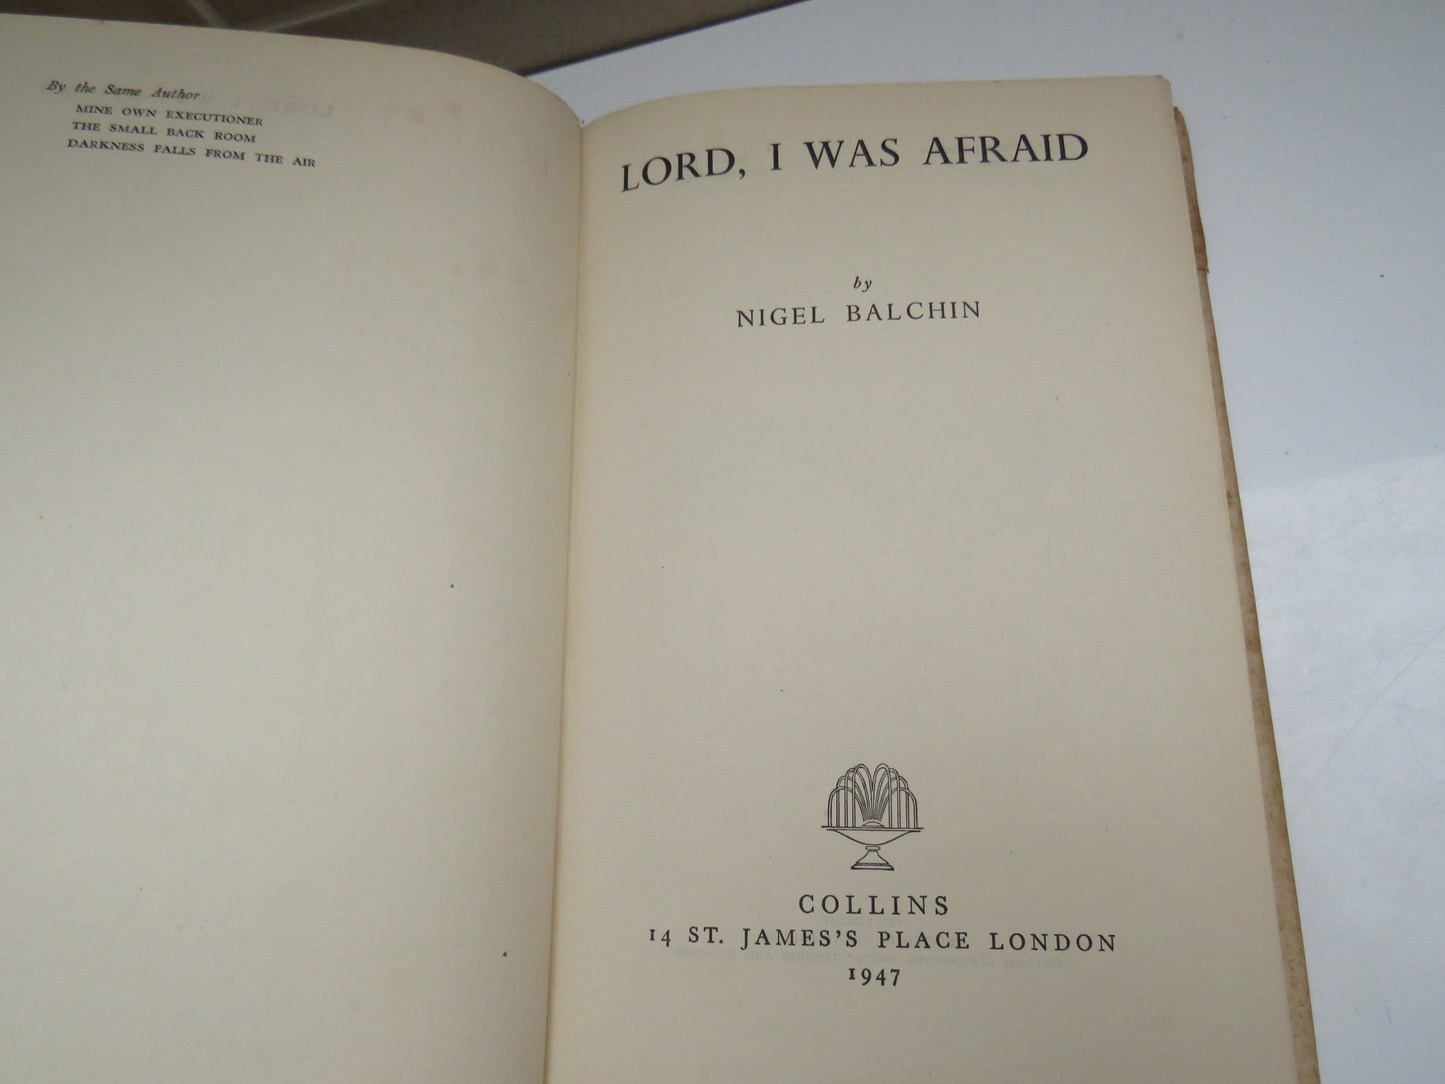 By the Same Author
MINE OWN EXECUTIONER
THE SMALL BACK ROOM
DARKNESS FALLS FROM THE AIR
LORD, I WAS AFRAID
by
NIGEL BALCHIN
COLLINS
14 ST. JAMES'S PLACE LONDON
1947